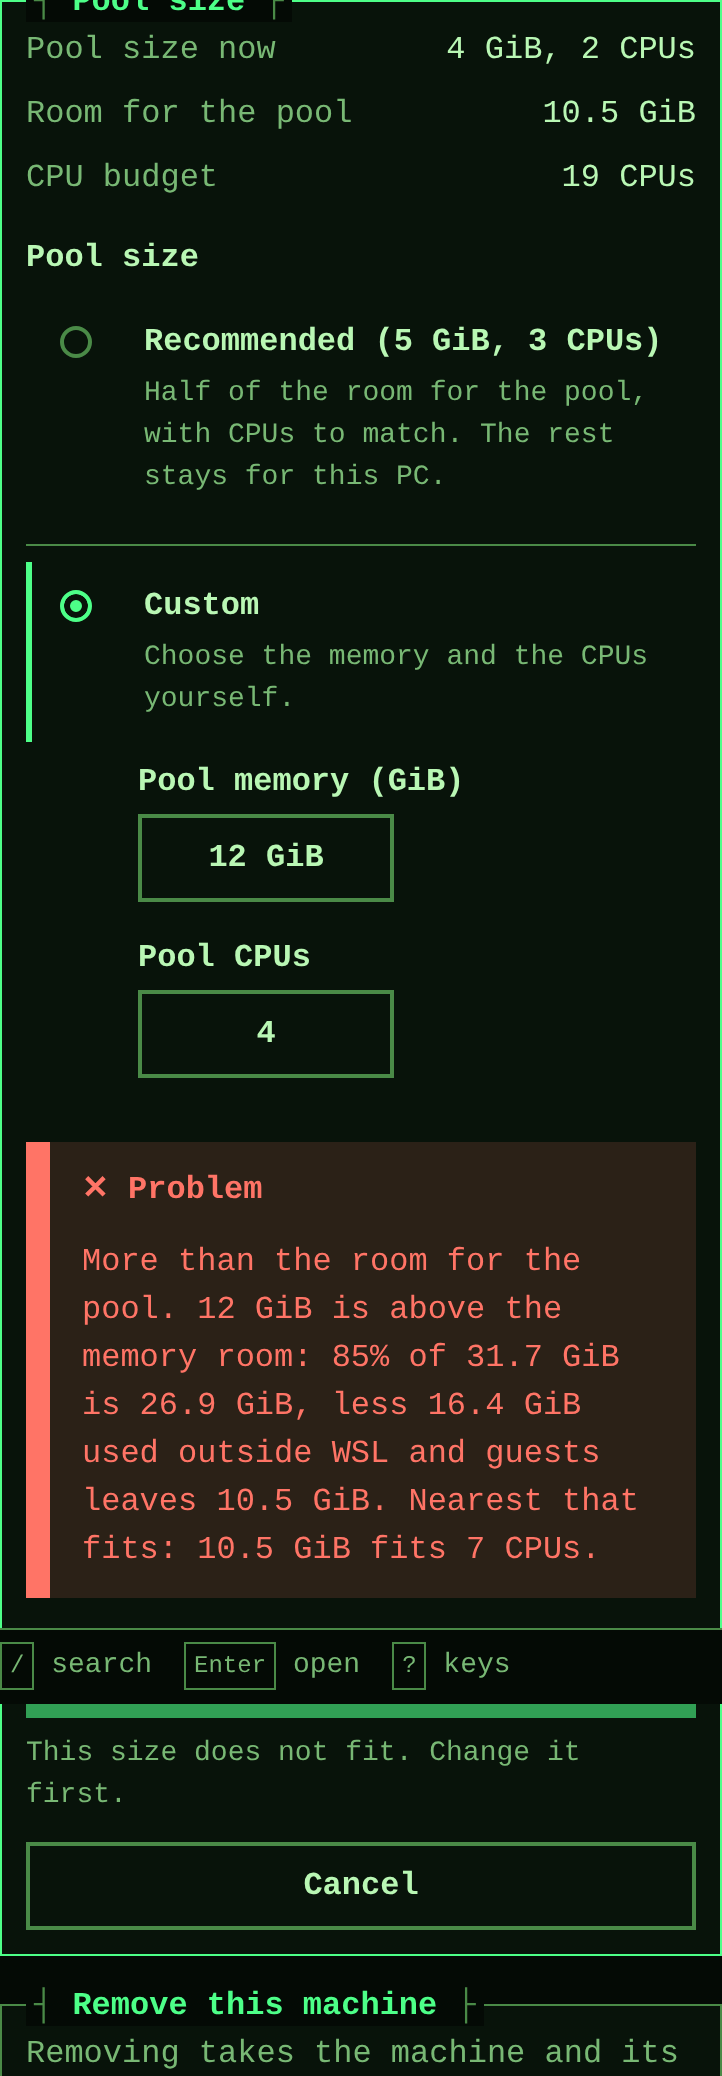 Pool size
Pool size now 4 GiB, 2 CPUs
Room for the pool 10.5 GiB
CPU budget 19 CPUs
Pool size
Recommended (5 GiB, 3 CPUs)
Half of the room for the pool,
with CPUs to match. The rest
stays for this PC.
Custom
Choose the memory and the CPUs
yourself.
Pool memory (GiB)
12 GiB
Pool CPUs
4
✕ Problem
More than the room for the
pool. 12 GiB is above the
memory room: 85% of 31.7 GiB
is 26.9 GiB, less 16.4 GiB
used outside WSL and guests
leaves 10.5 GiB. Nearest that
fits: 10.5 GiB fits 7 CPUs.
/ search Enter open ? keys
This size does not fit. Change it
first.
Cancel
Remove this machine
Removing takes the machine and its